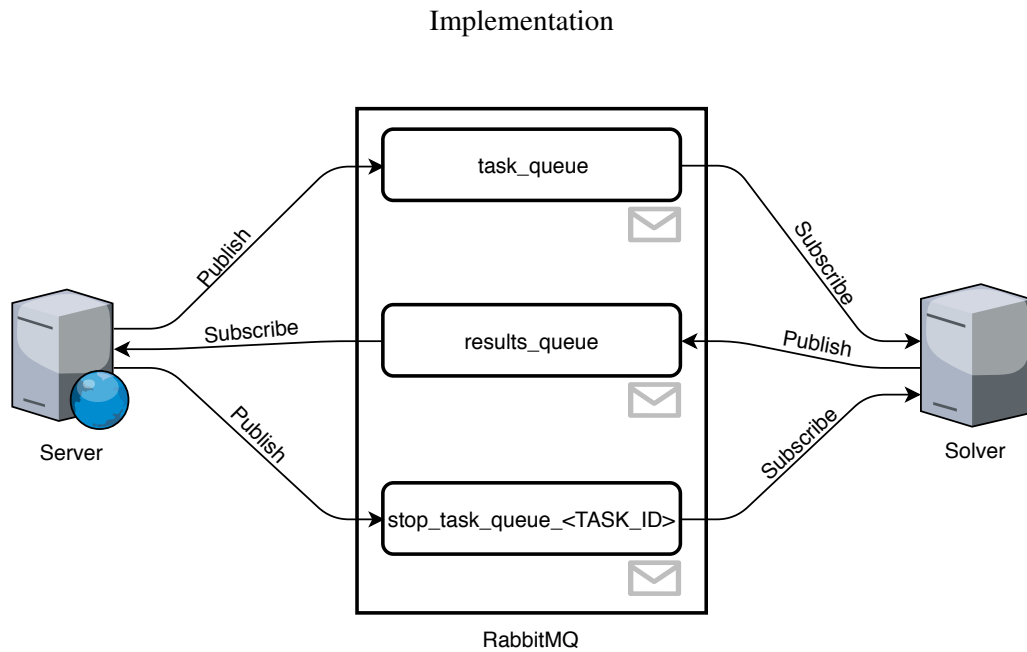 Implementation
task_queue
Publish
Subscribe
Subscribe
results_queue
Publish
Server
Publish
Subscribe
Solver
stop_task_queue_<TASK_ID>
RabbitMQ